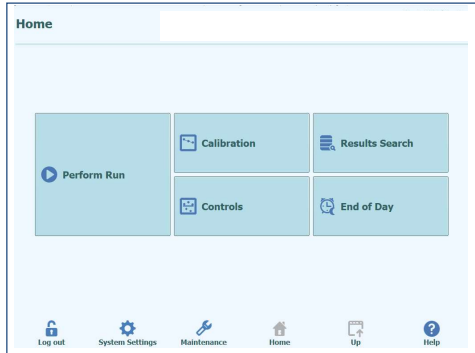 Home
Perform Run
Calibration
Results Search
Controls
End of Day
Log out
System Settings
Maintenance
Home
Up
Help